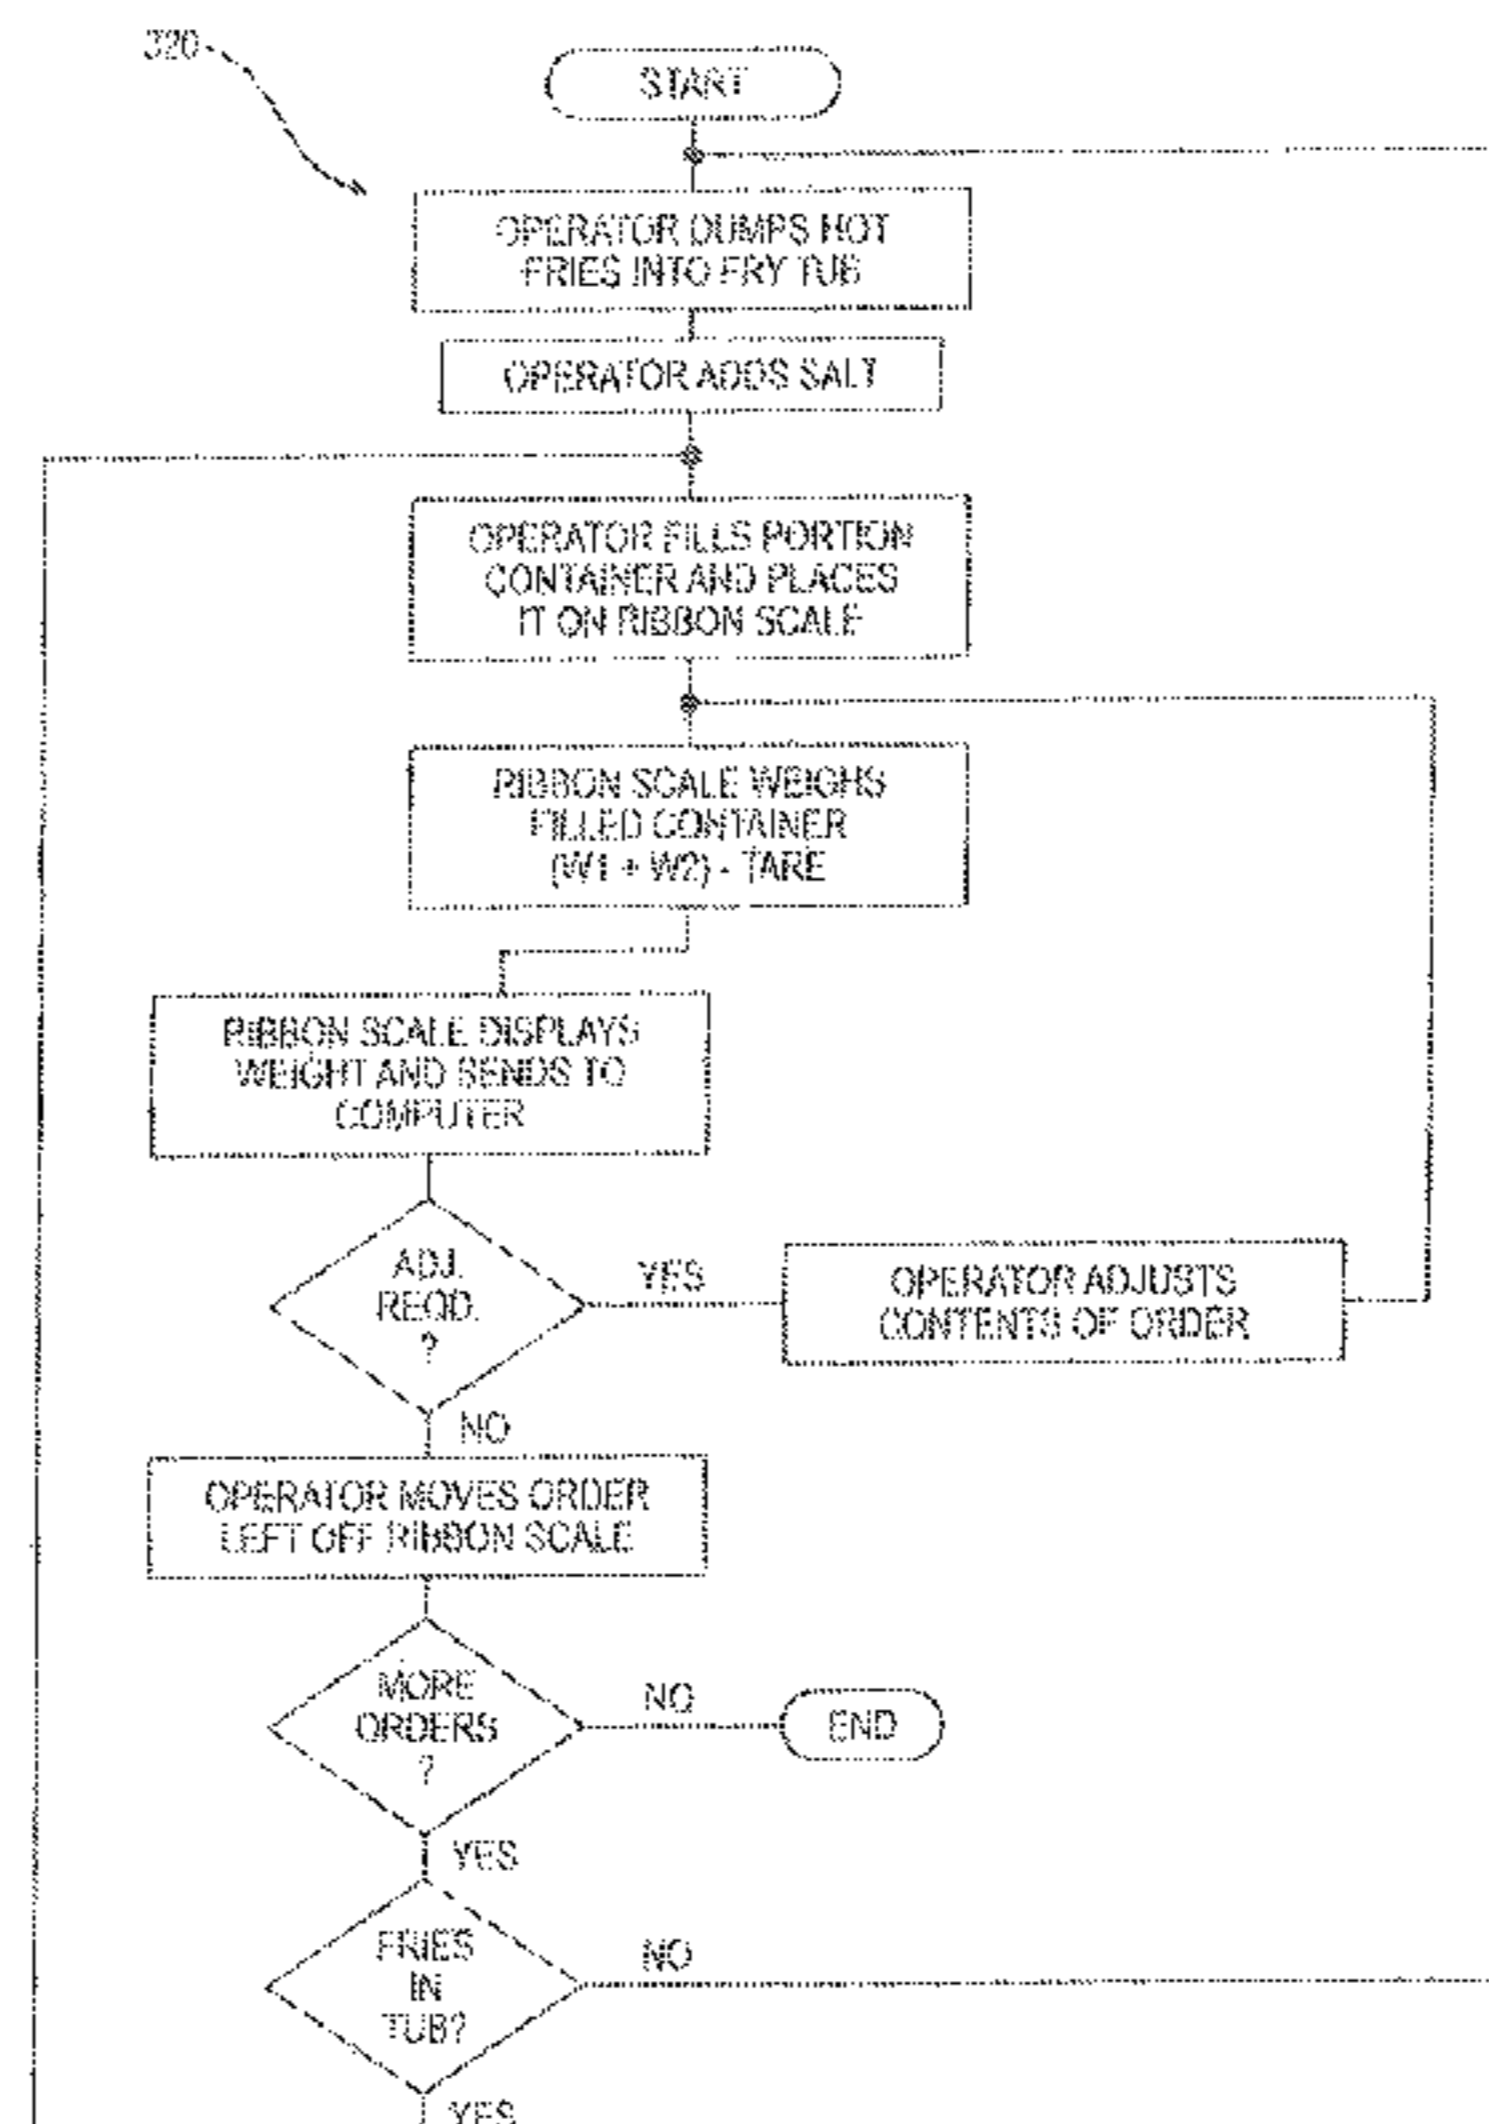 320
START
OPERATOR DUMPS HOT
FRIES INTO FRY TUB
OPERATOR ADDS SALT
OPERATOR FILLS PORTION
CONTAINER AND PLACES
IT ON RIBBON SCALE
RIBBON SCALE WEIGHS
FILLED CONTAINER
(W1 + W2) - TARE
RIBBON SCALE DISPLAYS
WEIGHT AND SENDS TO
COMPUTER
ADJ.
REQD.
?
YES
OPERATOR ADJUSTS
CONTENTS OF ORDER
NO
OPERATOR MOVES ORDER
LEFT OFF RIBBON SCALE
MORE
ORDERS
?
NO
END
YES
FRIES
IN
TUB?
NO
YES